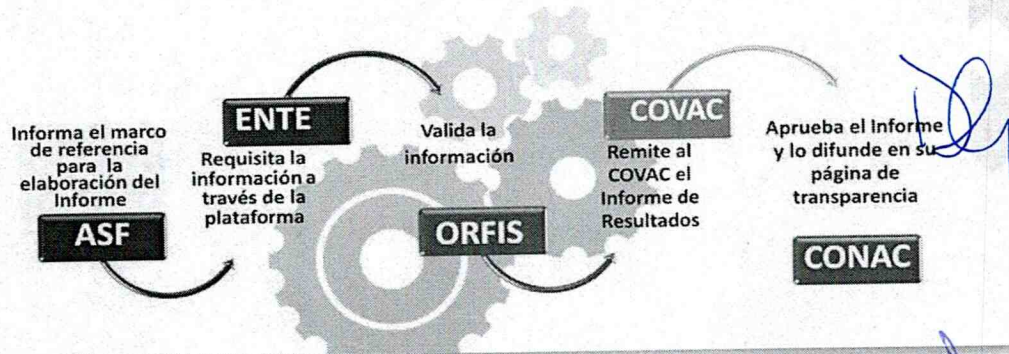 Informa el marco
de referencia
para la
elaboración del
Informe
ASF
ENTE
Requisita la
información a
través de la
plataforma
Valida la
información
ORFIS
COVAC
Remite al
COVAC el
Informe de
Resultados
Aprueba el Informe
y lo difunde en su
página de
transparencia
CONAC